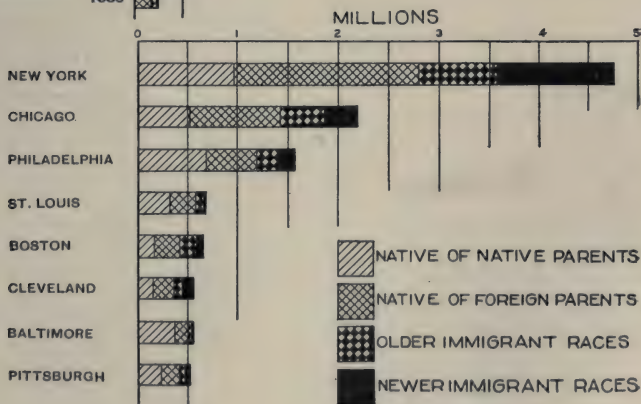 MILLIONS
0 1 2 3 4 5
NEW YORK
CHICAGO.
PHILADELPHIA
ST. LOUIS
BOSTON
CLEVELAND
BALTIMORE
PITTSBURGH
NATIVE OF NATIVE PARENTS
NATIVE OF FOREIGN PARENTS
OLDER IMMIGRANT RACES
NEWER IMMIGRANT RACES